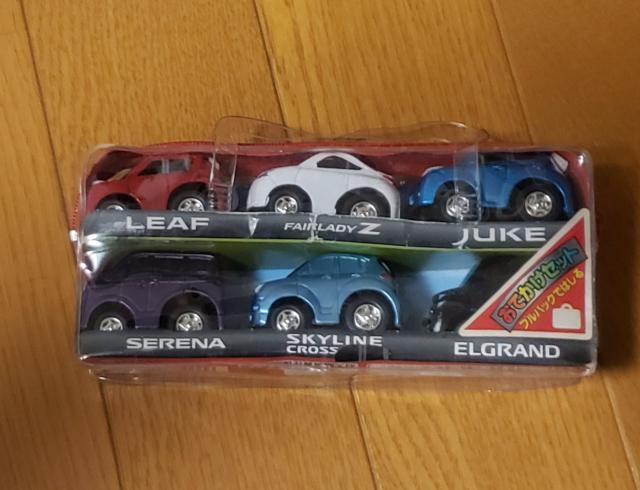 LEAF
FAIRLADY Z
JUKE
おでかけセット
プルバックではしる
SERENA
SKYLINE
CROSS
ELGRAND